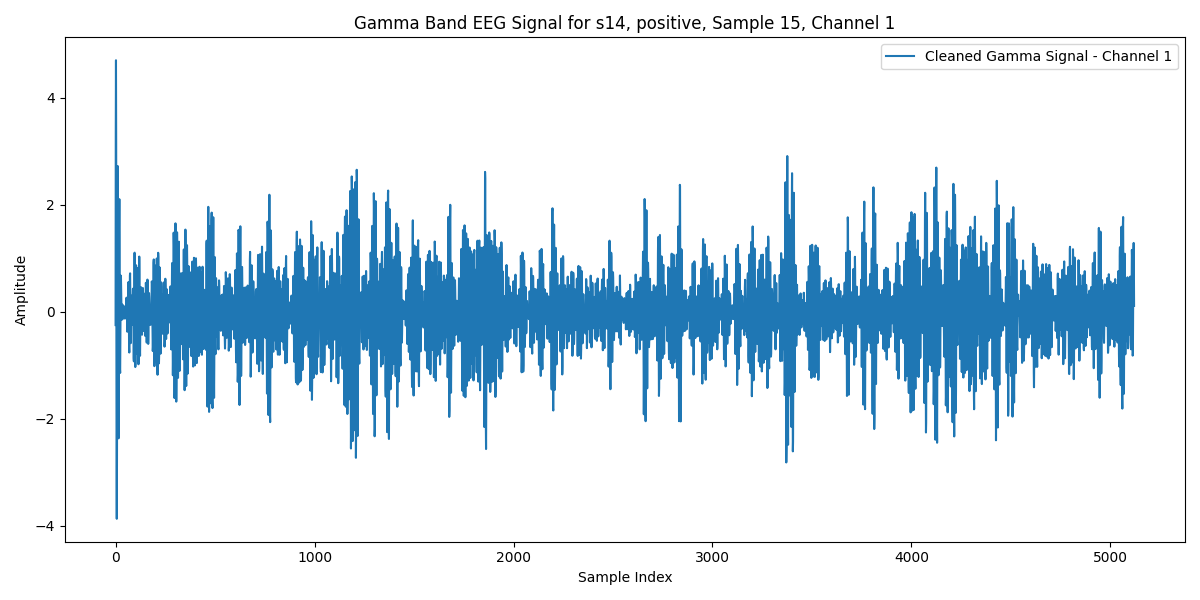 Gamma Band EEG Signal for s14, positive, Sample 15, Channel 1
Cleaned Gamma Signal - Channel 1
Amplitude
4
2
0
−2
−4
0 1000 2000 3000 4000 5000
Sample Index